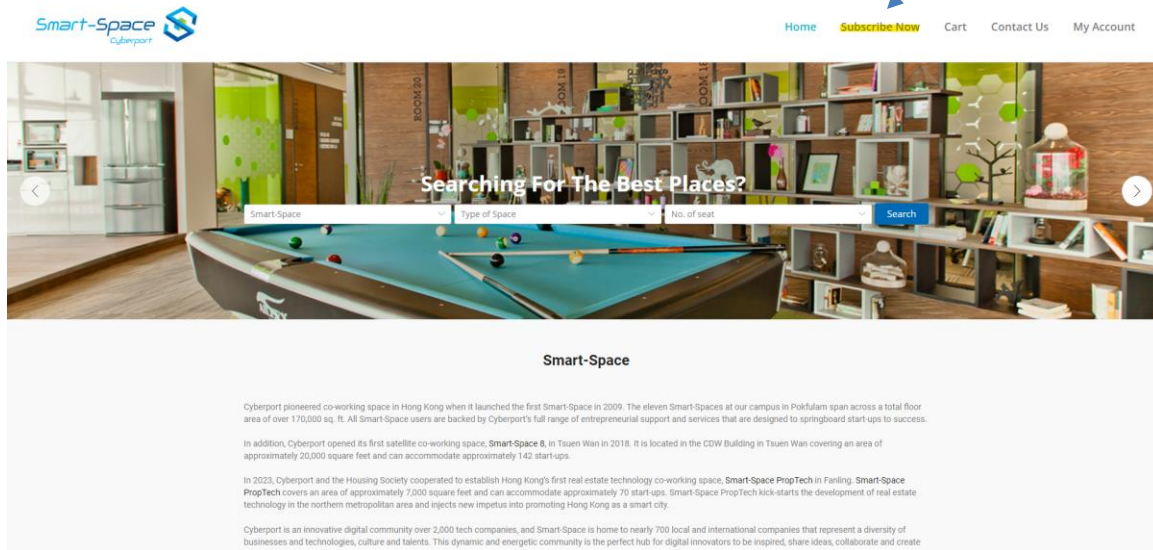 Smart-Space
Cyberport
Home Subscribe Now Cart Contact Us My Account
ROOM 20
ROOM 19
ROOM 18
Searching For The Best Places?
Smart-Space Type of Space No. of seat Search
Smart-Space
Cyberport pioneered co-working space in Hong Kong when it launched the first Smart-Space in 2009. The eleven Smart-Spaces at our campus in Pokfulam span across a total floor
area of over 170,000 sq. ft. All Smart-Space users are backed by Cyberport's full range of entrepreneurial support and services that are designed to springboard start-ups to success.
In addition, Cyberport opened its first satellite co-working space, Smart-Space 8, in Tsuen Wan in 2018. It is located in the CDW Building in Tsuen Wan covering an area of
approximately 20,000 square feet and can accommodate approximately 142 start-ups.
In 2023, Cyberport and the Housing Society cooperated to establish Hong Kong's first real estate technology co-working space, Smart-Space PropTech in Fanling. Smart-Space
PropTech covers an area of approximately 7,000 square feet and can accommodate approximately 70 start-ups. Smart-Space PropTech kick-starts the development of real estate
technology in the northern metropolitan area and injects new impetus into promoting Hong Kong as a smart city.
Cyberport is an innovative digital community over 2,000 tech companies, and Smart-Space is home to nearly 700 local and international companies that represent a diversity of
businesses and technologies, culture and talents. This dynamic and energetic community is the perfect hub for digital innovators to be inspired, share ideas, collaborate and create